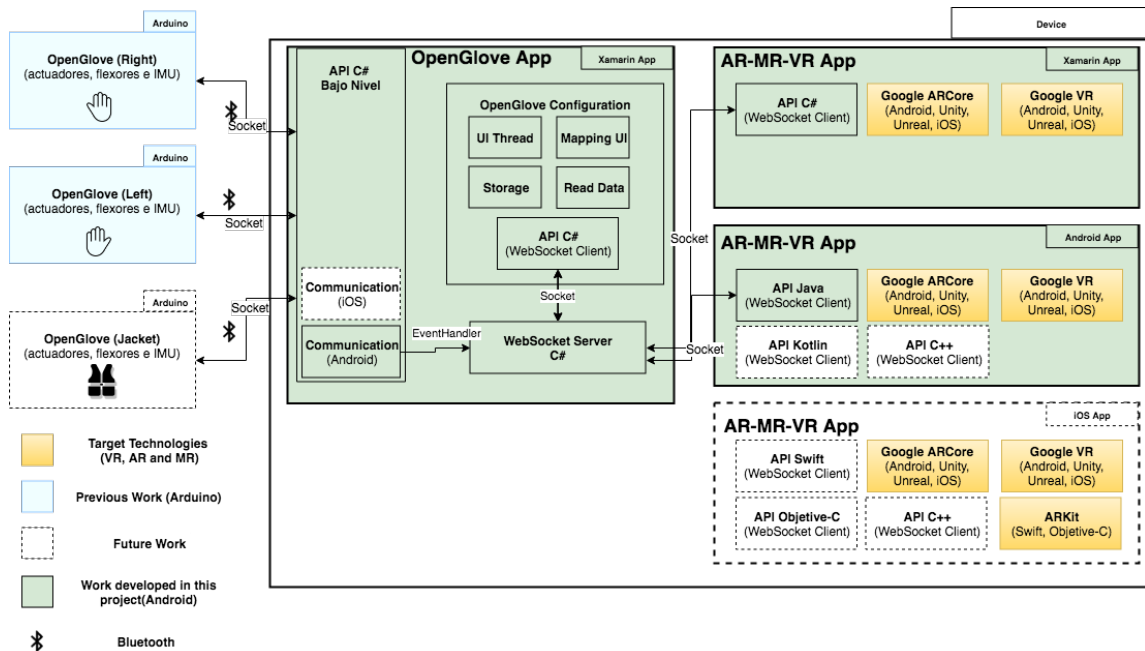 Arduino
OpenGlove (Right)
(actuadores, flexores e IMU)
Socket
Arduino
OpenGlove (Left)
(actuadores, flexores e IMU)
Socket
Arduino
OpenGlove (Jacket)
(actuadores, flexores e IMU)
Socket
Target Technologies
(VR, AR and MR)
Previous Work (Arduino)
Future Work
Work developed in this
project(Android)
Bluetooth
Device
OpenGlove App
Xamarin App
API C#
Bajo Nivel
Communication
(iOS)
Communication
(Android)
EventHandler
OpenGlove Configuration
UI Thread
Mapping UI
Storage
Read Data
API C#
(WebSocket Client)
Socket
WebSocket Server
C#
Socket
Socket
AR-MR-VR App
Xamarin App
API C#
(WebSocket Client)
Google ARCore
(Android, Unity,
Unreal, iOS)
Google VR
(Android, Unity,
Unreal, iOS)
AR-MR-VR App
Android App
API Java
(WebSocket Client)
Google ARCore
(Android, Unity,
Unreal, iOS)
Google VR
(Android, Unity,
Unreal, iOS)
API Kotlin
(WebSocket Client)
API C++
(WebSocket Client)
AR-MR-VR App
iOS App
API Swift
(WebSocket Client)
Google ARCore
(Android, Unity,
Unreal, iOS)
Google VR
(Android, Unity,
Unreal, iOS)
API Objetive-C
(WebSocket Client)
API C++
(WebSocket Client)
ARKit
(Swift, Objetive-C)